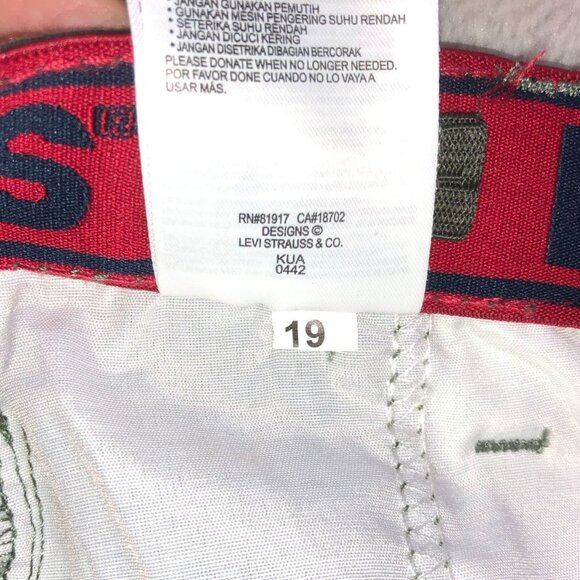 • JANGAN GUNAKAN PEMUTIH
• GUNAKAN MESIN PENGERING SUHU RENDAH
• SETERIKA SUHU RENDAH
• JANGAN DICUCI KERING
• JANGAN DISETRIKA DIBAGIAN BERCORAK
PLEASE DONATE WHEN NO LONGER NEEDED.
POR FAVOR DONE CUANDO NO LO VAYA A
USAR MÁS.
S
RN#81917 CA#18702
DESIGNS ©
LEVI STRAUSS & CO.
KUA
0442
19